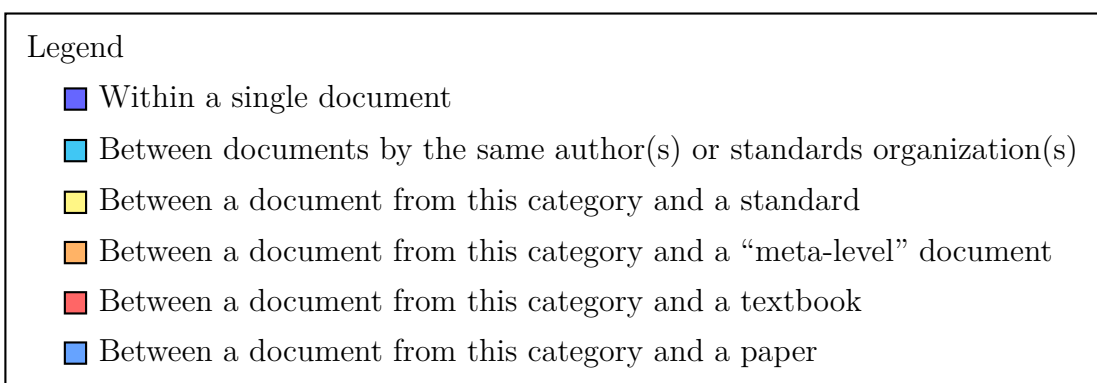 Legend
Within a single document
Between documents by the same author(s) or standards organization(s)
Between a document from this category and a standard
Between a document from this category and a “meta-level” document
Between a document from this category and a textbook
Between a document from this category and a paper